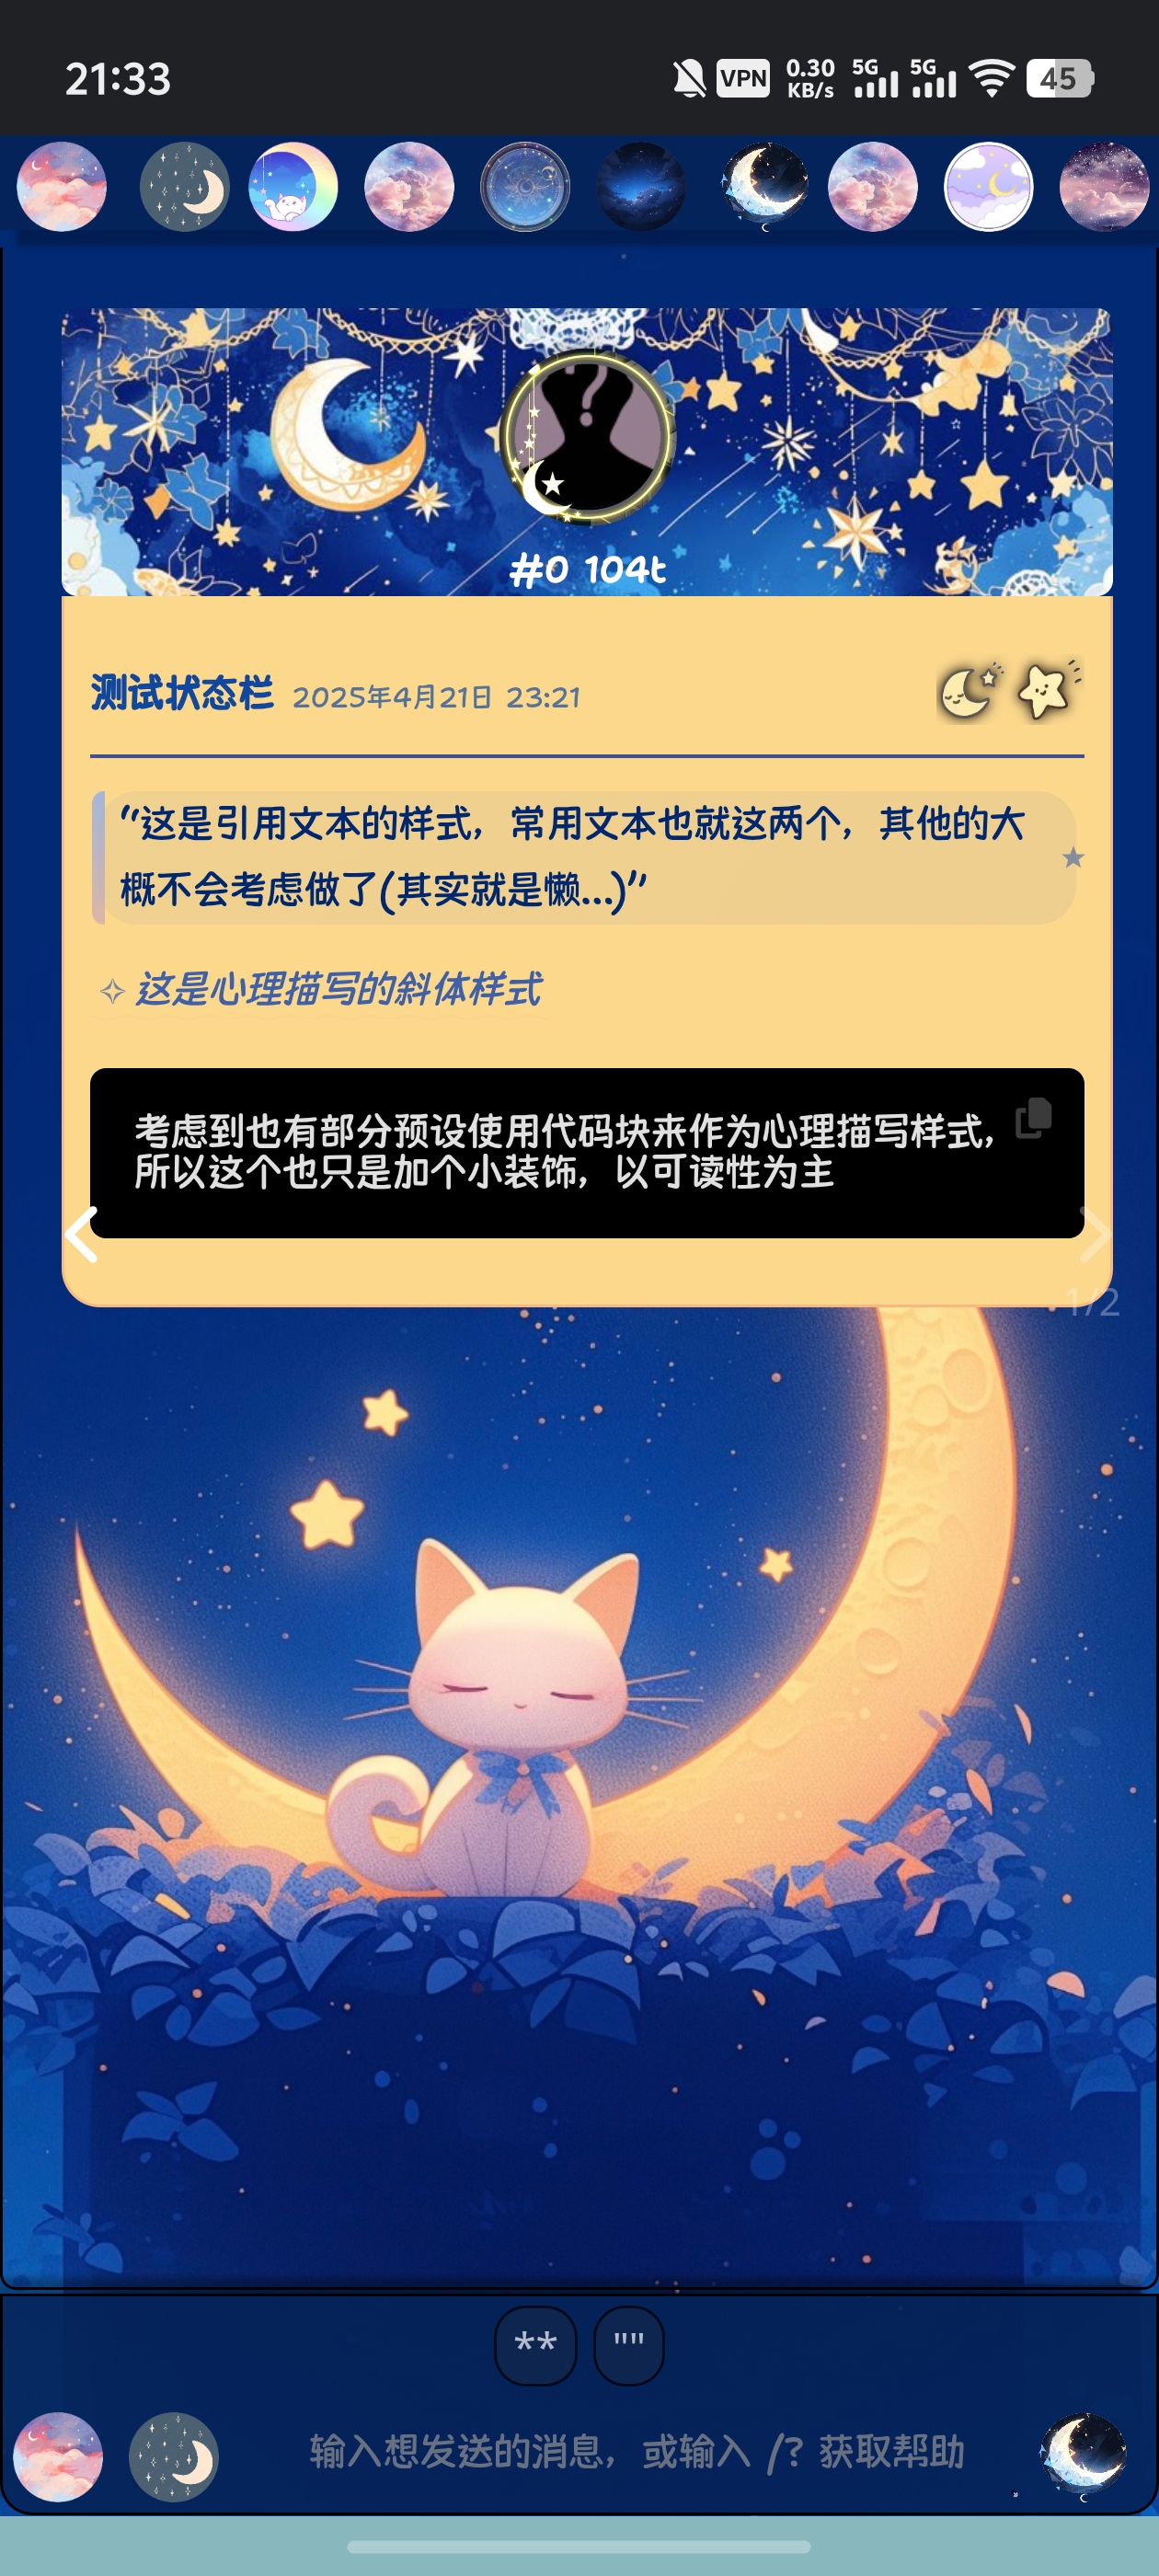 21:33
VPN
0.30
KB/s
5G
5G
45
#0 104t
测试状态栏 2025年4月21日 23:21
“这是引用文本的样式，常用文本也就这两个，其他的大
概不会考虑做了(其实就是懒...)”
✧ 这是心理描写的斜体样式
考虑到也有部分预设使用代码块来作为心理描写样式，
所以这个也只是加个小装饰，以可读性为主
1/2
** ""
输入想发送的消息，或输入 /? 获取帮助